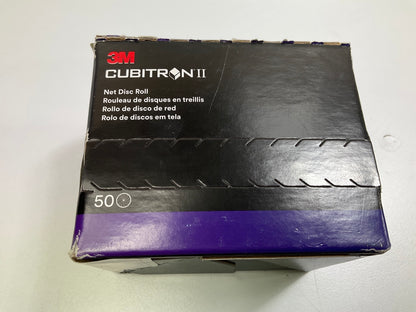 3M
CUBITRON II
Net Disc Roll
Rouleau de disques en treillis
Rollo de disco de red
Rolo de discos em tela
50